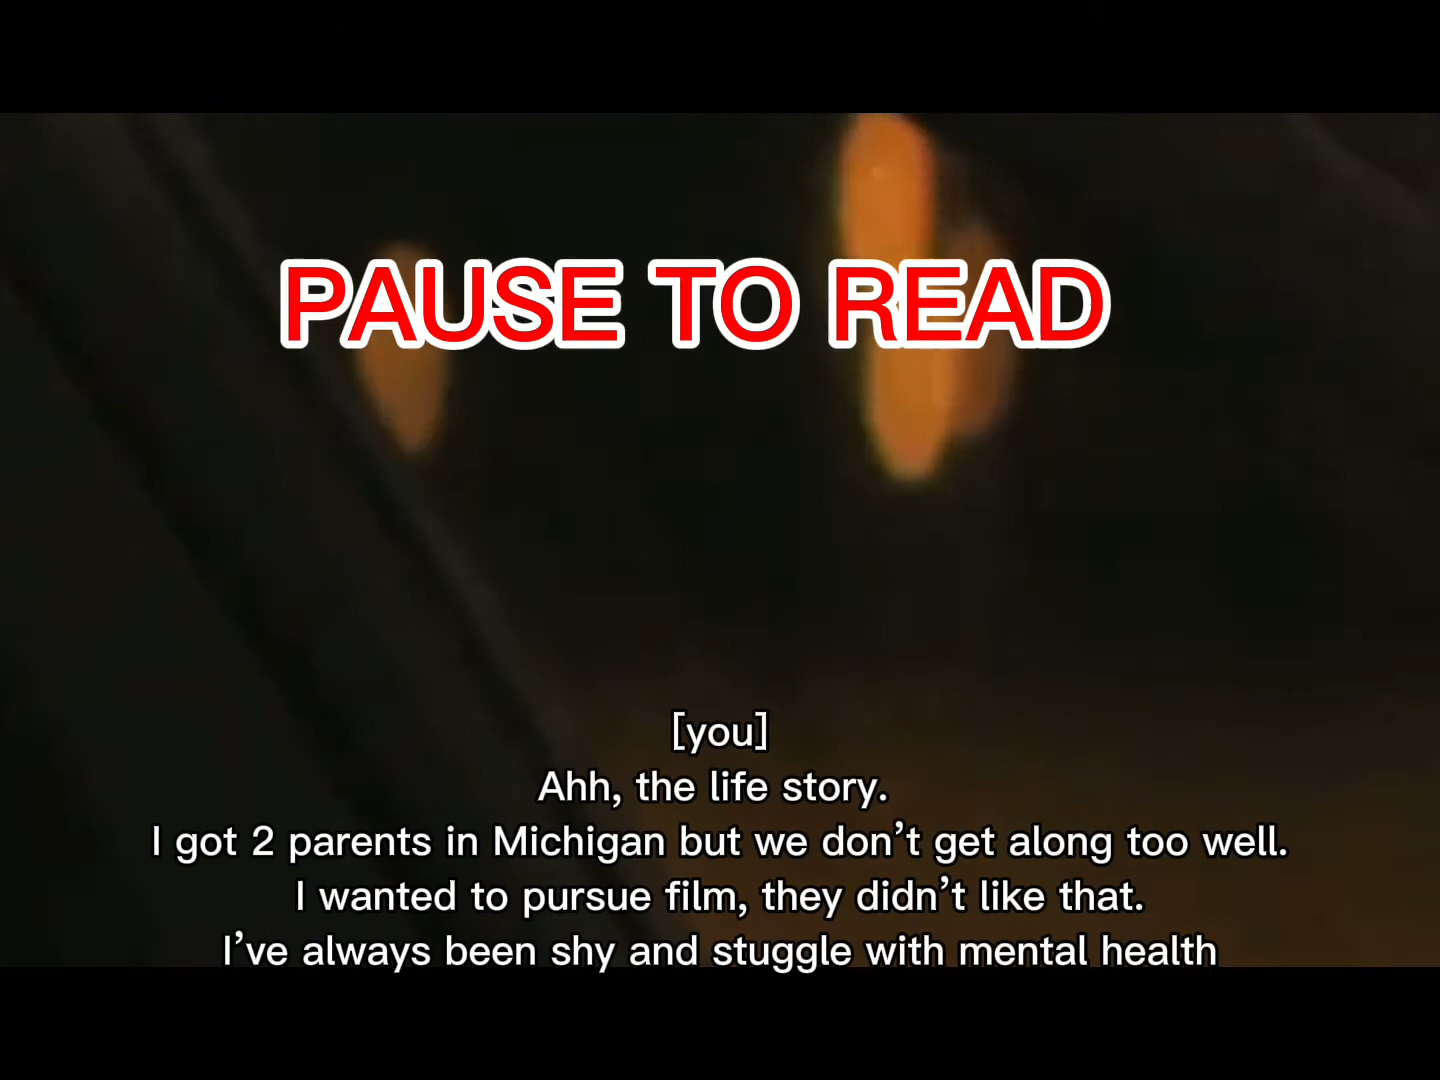 PAUSE TO READ
[you]
Ahh, the life story.
I got 2 parents in Michigan but we don’t get along too well.
I wanted to pursue film, they didn’t like that.
I’ve always been shy and stuggle with mental health